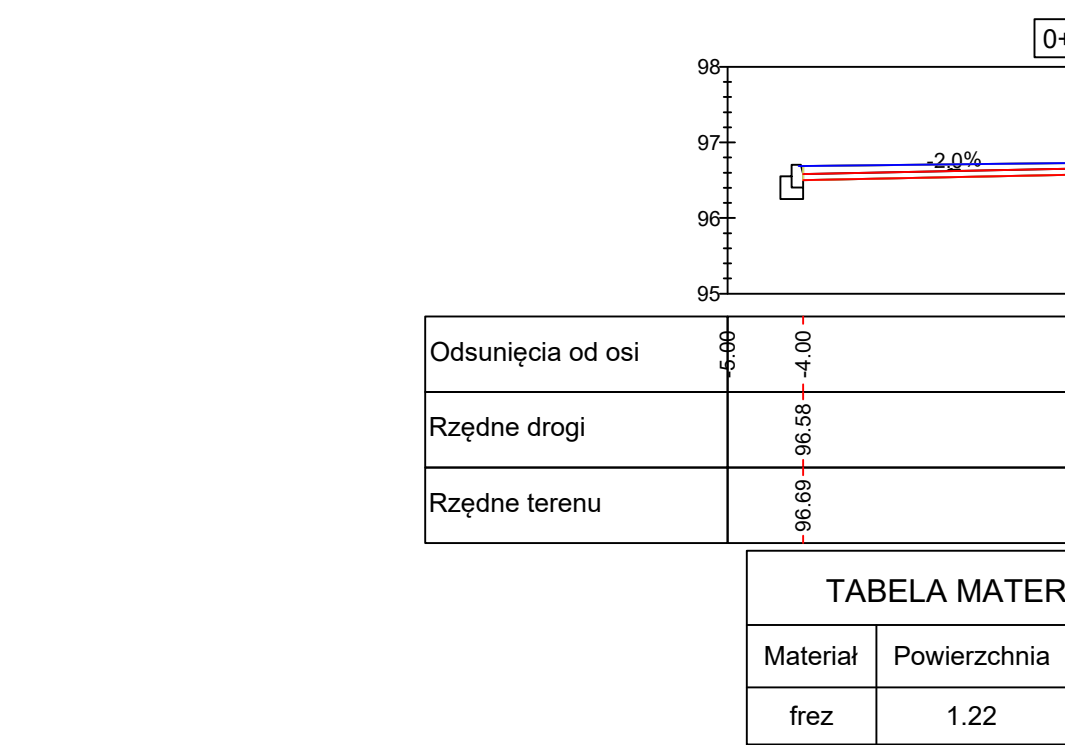 0+
98
97
-2.0%
96
95
Odsunięcia od osi
-5.00
-4.00
Rzędne drogi
96.58
Rzędne terenu
96.69
TABELA MATER
Materiał
Powierzchnia
frez
1.22